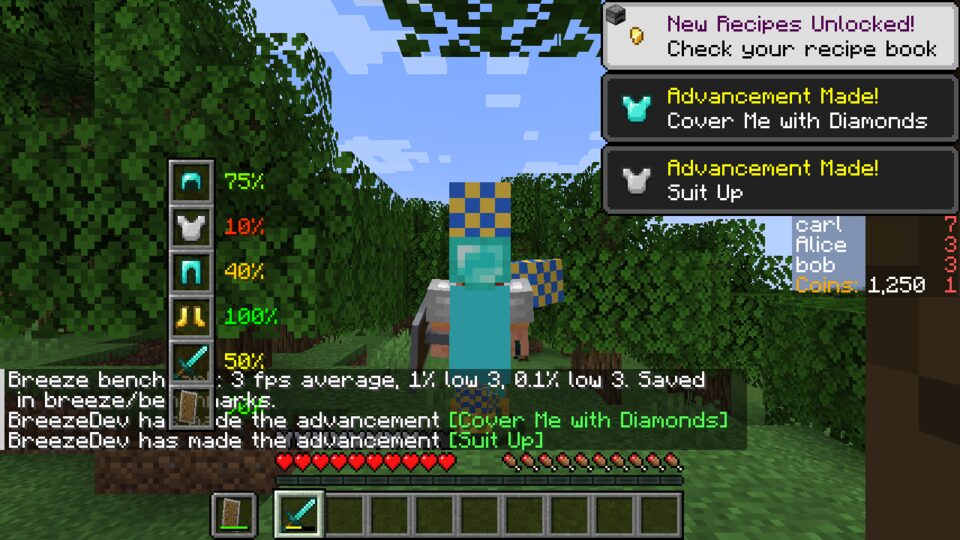 New Recipes Unlocked!
Check your recipe book
Advancement Made!
Cover Me with Diamonds
Advancement Made!
Suit Up
75%
10%
40%
100%
50%
carl 7
Alice 3
bob 3
Coins: 1,250 1
Breeze bench : 3 fps average, 1% low 3, 0.1% low 3. Saved
in breeze/be marks.
BreezeDev ha de the advancement [Cover Me with Diamonds]
BreezeDev has made the advancement [Suit Up]